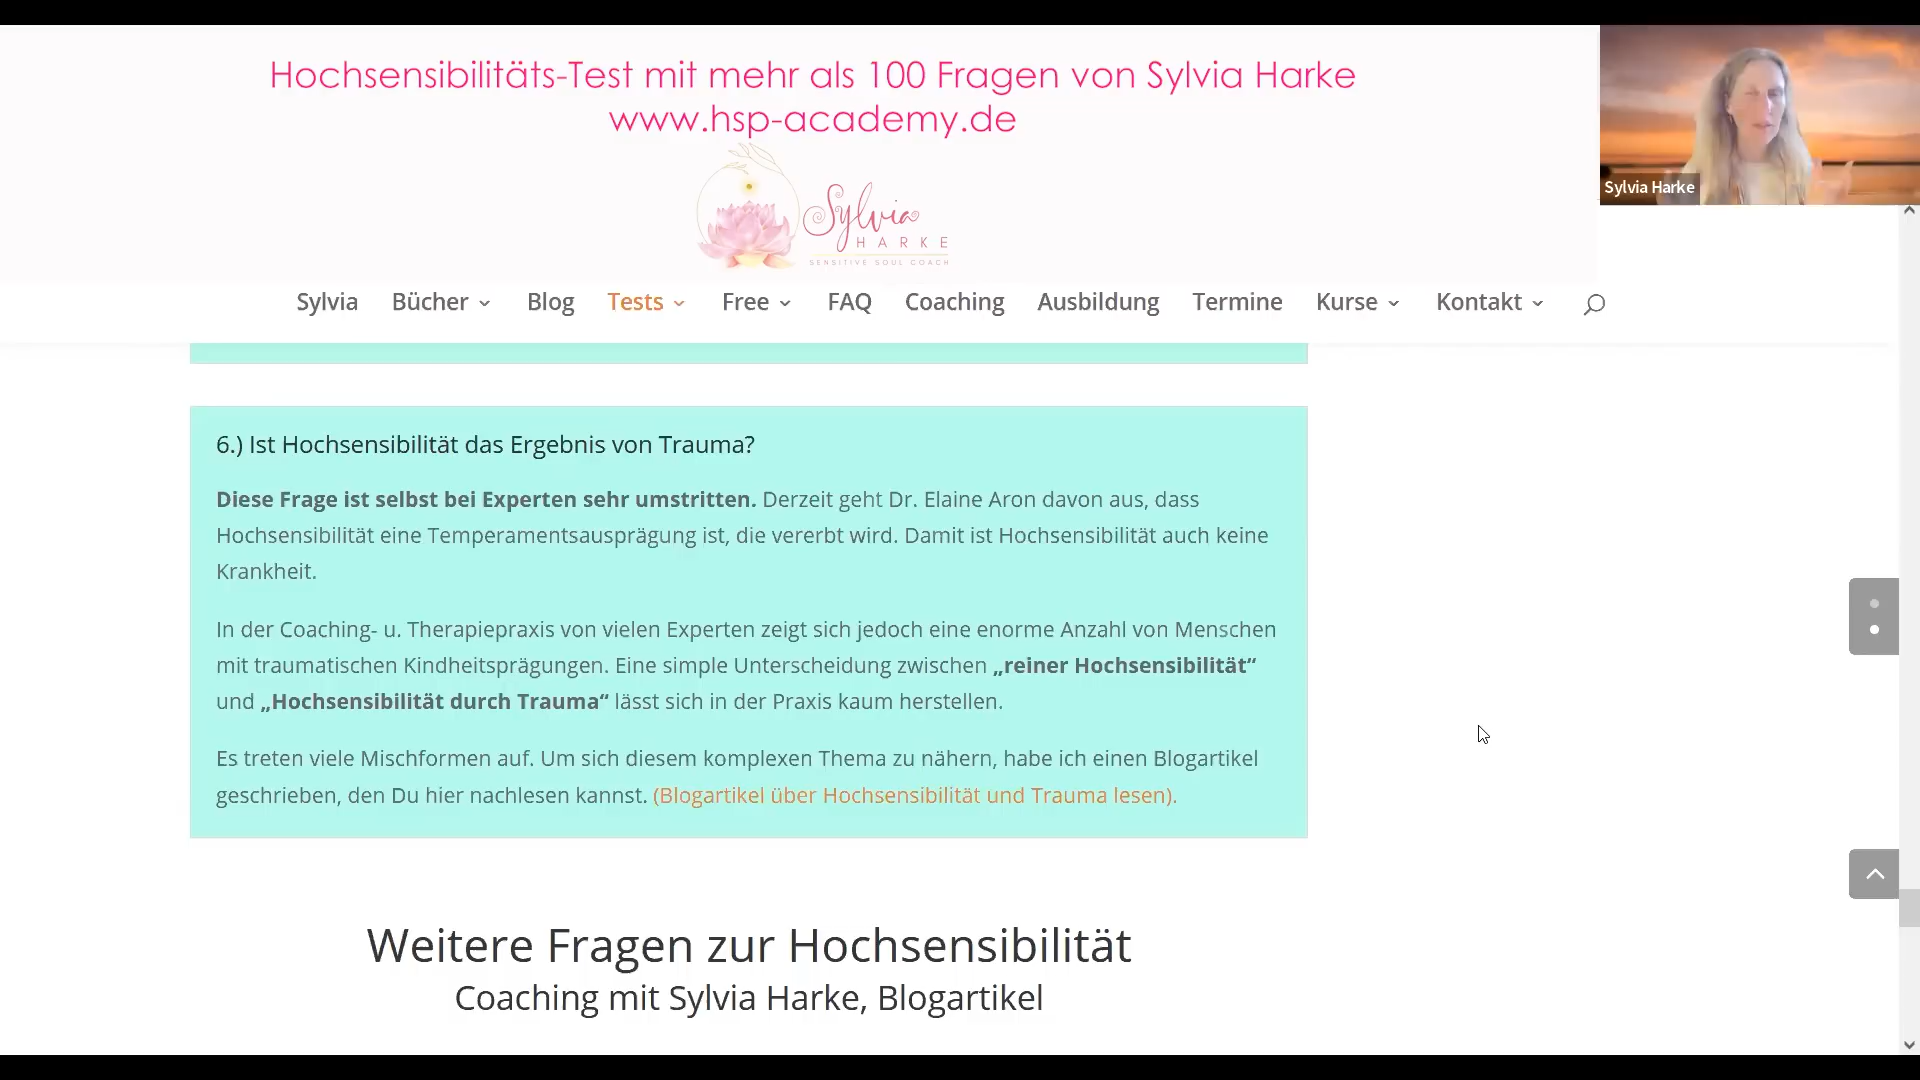 Hochsensibilitäts-Test mit mehr als 100 Fragen von Sylvia Harke
www.hsp-academy.de
Sylvia Harke
Sylvia
HARKE
SENSITIVE SOUL COACH
Sylvia Bücher Blog Tests Free FAQ Coaching Ausbildung Termine Kurse Kontakt
6.) Ist Hochsensibilität das Ergebnis von Trauma?
Diese Frage ist selbst bei Experten sehr umstritten. Derzeit geht Dr. Elaine Aron davon aus, dass
Hochsensibilität eine Temperamentsausprägung ist, die vererbt wird. Damit ist Hochsensibilität auch keine
Krankheit.
In der Coaching- u. Therapiepraxis von vielen Experten zeigt sich jedoch eine enorme Anzahl von Menschen
mit traumatischen Kindheitsprägungen. Eine simple Unterscheidung zwischen „reiner Hochsensibilität“
und „Hochsensibilität durch Trauma“ lässt sich in der Praxis kaum herstellen.
Es treten viele Mischformen auf. Um sich diesem komplexen Thema zu nähern, habe ich einen Blogartikel
geschrieben, den Du hier nachlesen kannst. (Blogartikel über Hochsensibilität und Trauma lesen).
Weitere Fragen zur Hochsensibilität
Coaching mit Sylvia Harke, Blogartikel